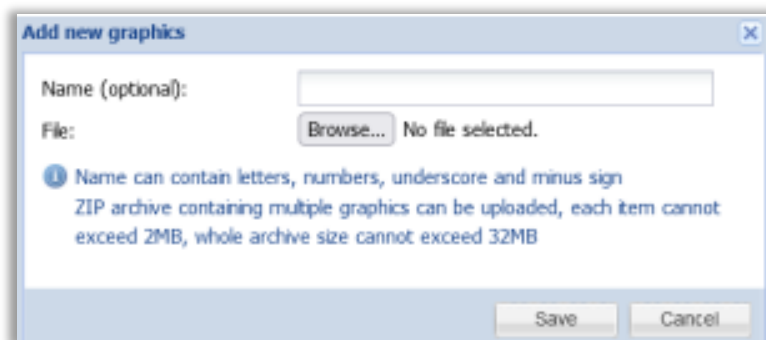 Add new graphics
Name (optional):
File: Browse... No file selected.
Name can contain letters, numbers, underscore and minus sign
ZIP archive containing multiple graphics can be uploaded, each item cannot
exceed 2MB, whole archive size cannot exceed 32MB
Save Cancel